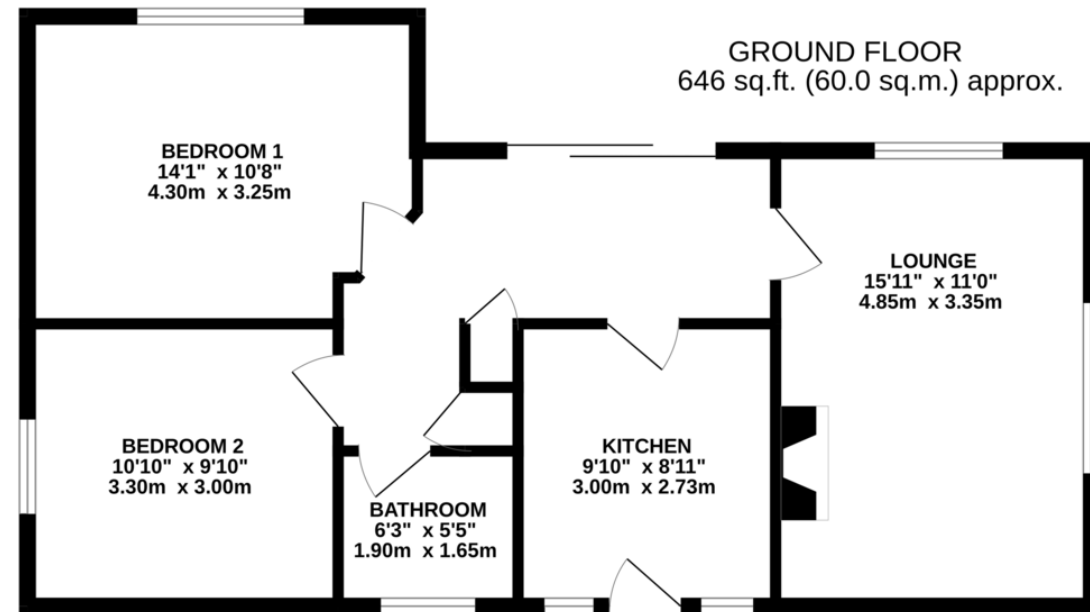 GROUND FLOOR
646 sq.ft. (60.0 sq.m.) approx.
BEDROOM 1
14'1" x 10'8"
4.30m x 3.25m
LOUNGE
15'11" x 11'0"
4.85m x 3.35m
BEDROOM 2
10'10" x 9'10"
3.30m x 3.00m
KITCHEN
9'10" x 8'11"
3.00m x 2.73m
BATHROOM
6'3" x 5'5"
1.90m x 1.65m